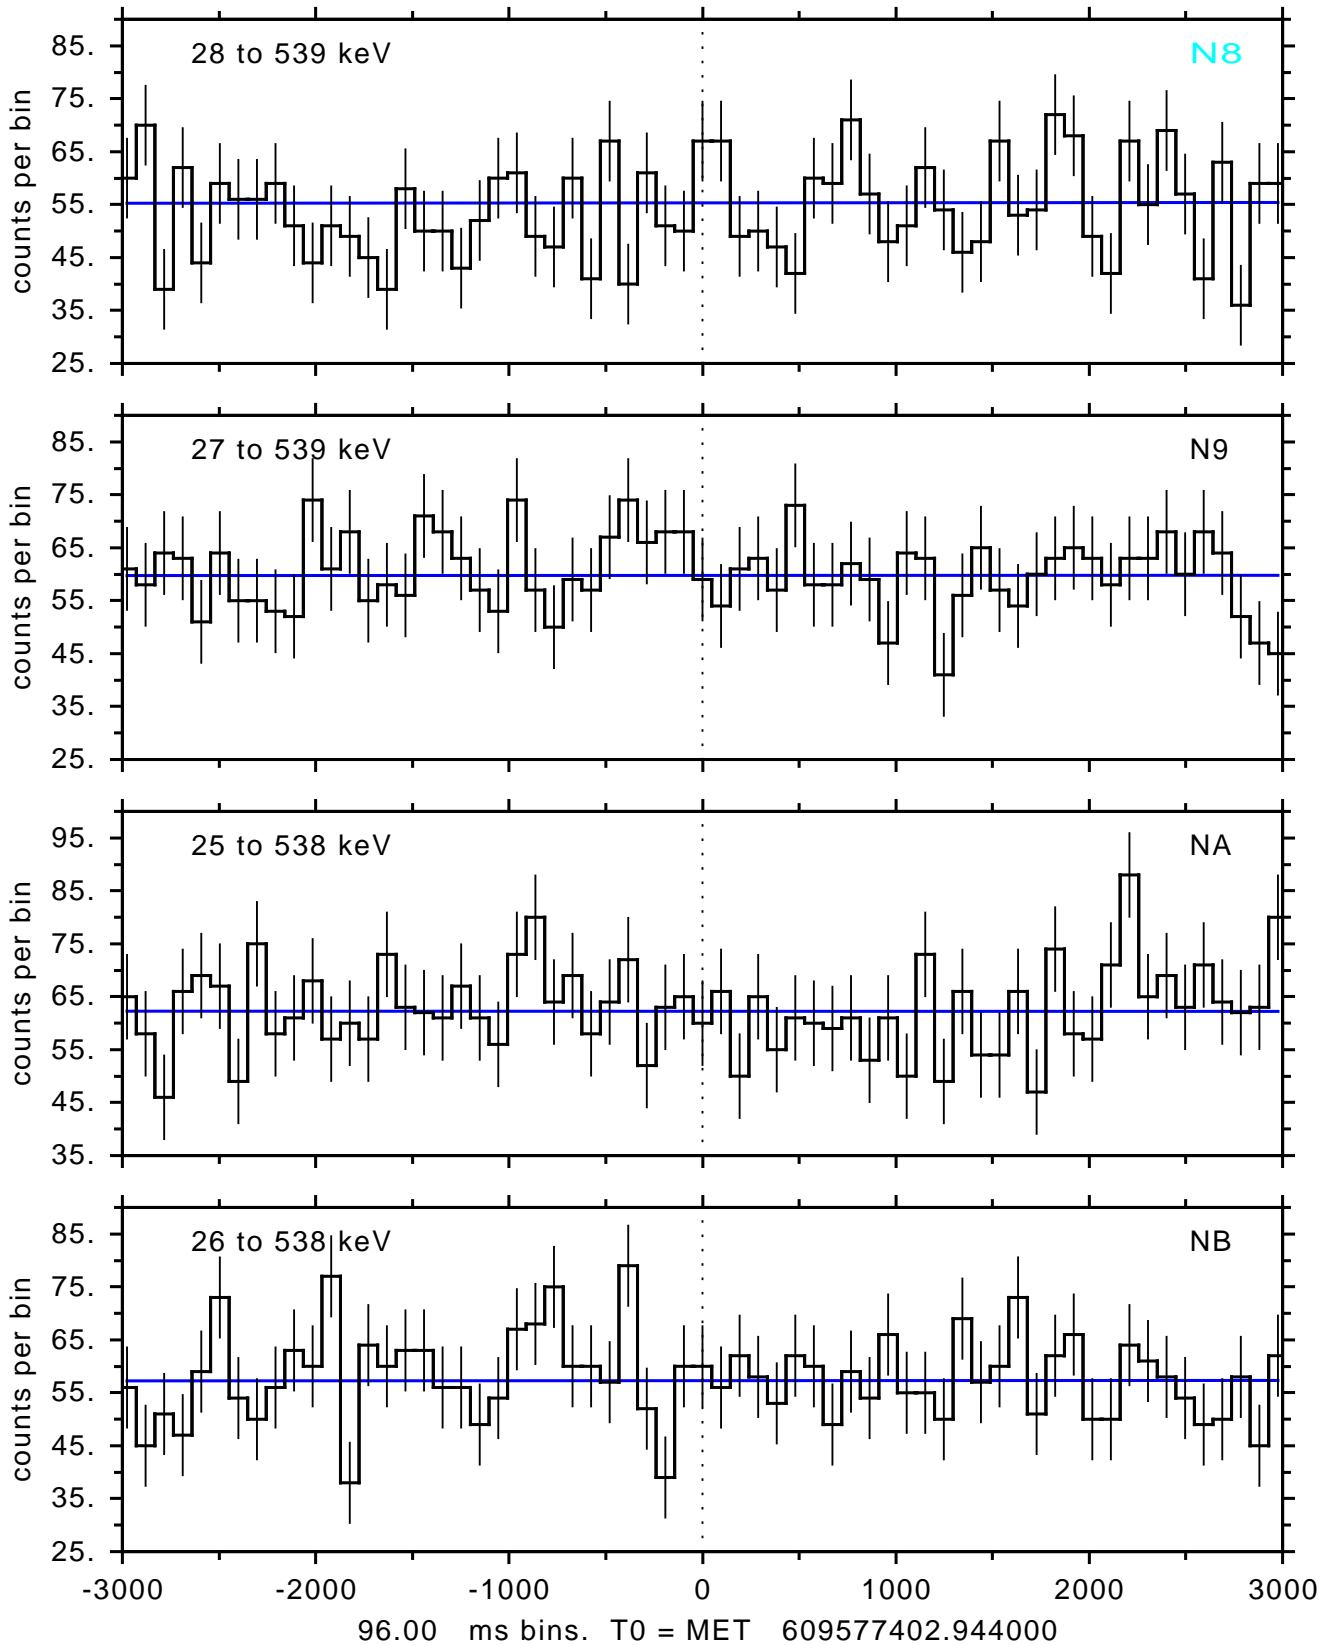 28 to 539 keV
N8
85.
75.
65.
55.
45.
35.
25.
counts per bin
27 to 539 keV
N9
85.
75.
65.
55.
45.
35.
25.
counts per bin
25 to 538 keV
NA
95.
85.
75.
65.
55.
45.
35.
counts per bin
26 to 538 keV
NB
85.
75.
65.
55.
45.
35.
25.
counts per bin
-3000 -2000 -1000 0 1000 2000 3000
96.00 ms bins. T0 = MET 609577402.944000